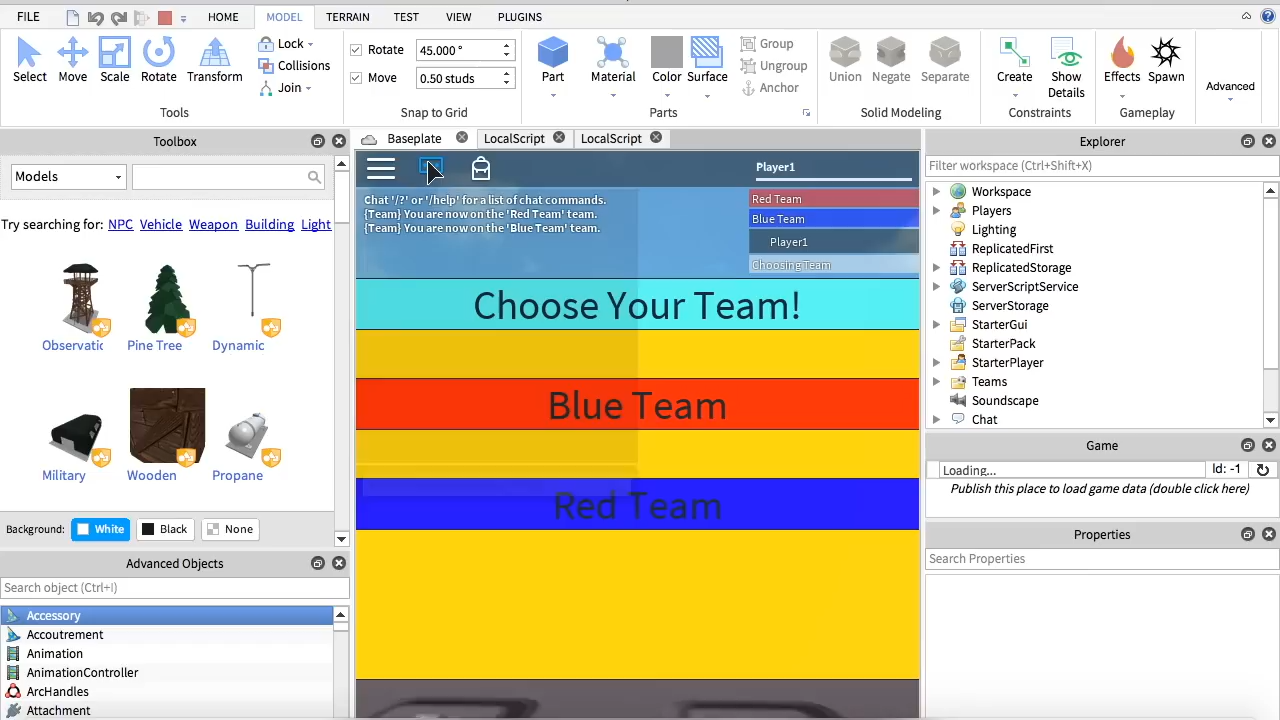 FILE HOME MODEL TERRAIN TEST VIEW PLUGINS
Select Move Scale Rotate Transform
Lock
Collisions
Join
Tools
Rotate 45.000 °
Move 0.50 studs
Snap to Grid
Part Material Color Surface
Group
Ungroup
Anchor
Parts
Union Negate Separate
Solid Modeling
Create Show Details
Constraints
Effects Spawn
Gameplay
Advanced
Toolbox
Models
Try searching for: NPC Vehicle Weapon Building Light
Observatic Pine Tree Dynamic
Military Wooden Propane
Background: White Black None
Advanced Objects
Search object (Ctrl+I)
Accessory
Accoutrement
Animation
AnimationController
ArcHandles
Attachment
Baseplate LocalScript LocalScript
Player1
Chat '/?' or '/help' for a list of chat commands.
{Team} You are now on the 'Red Team' team.
{Team} You are now on the 'Blue Team' team.
Red Team
Blue Team
Player1
Choosing Team
Choose Your Team!
Blue Team
Red Team
Explorer
Filter workspace (Ctrl+Shift+X)
Workspace
Players
Lighting
ReplicatedFirst
ReplicatedStorage
ServerScriptService
ServerStorage
StarterGui
StarterPack
StarterPlayer
Teams
Soundscape
Chat
Game
Loading... Id: -1
Publish this place to load game data (double click here)
Properties
Search Properties